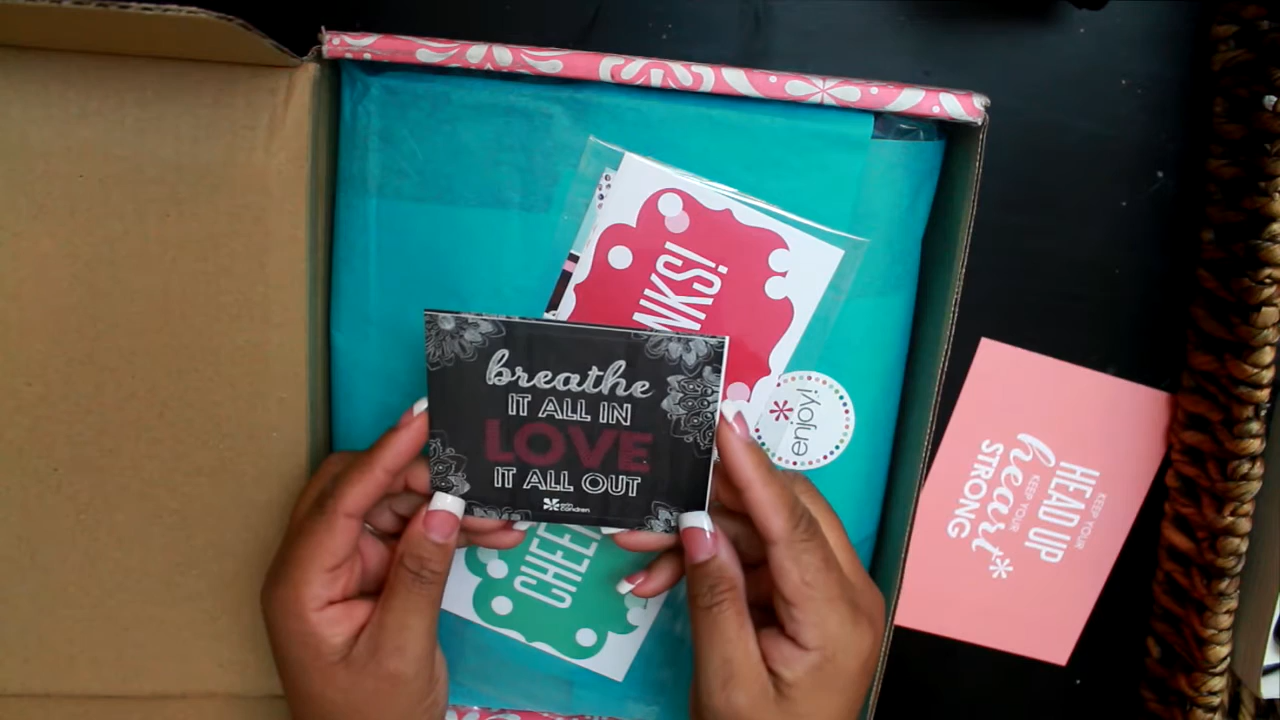 breathe
IT ALL IN
LOVE
IT ALL OUT
erin
condren
NKS!
enjoy!
CHEE
KEEP YOUR
HEAD UP
KEEP YOUR
heart*
STRONG